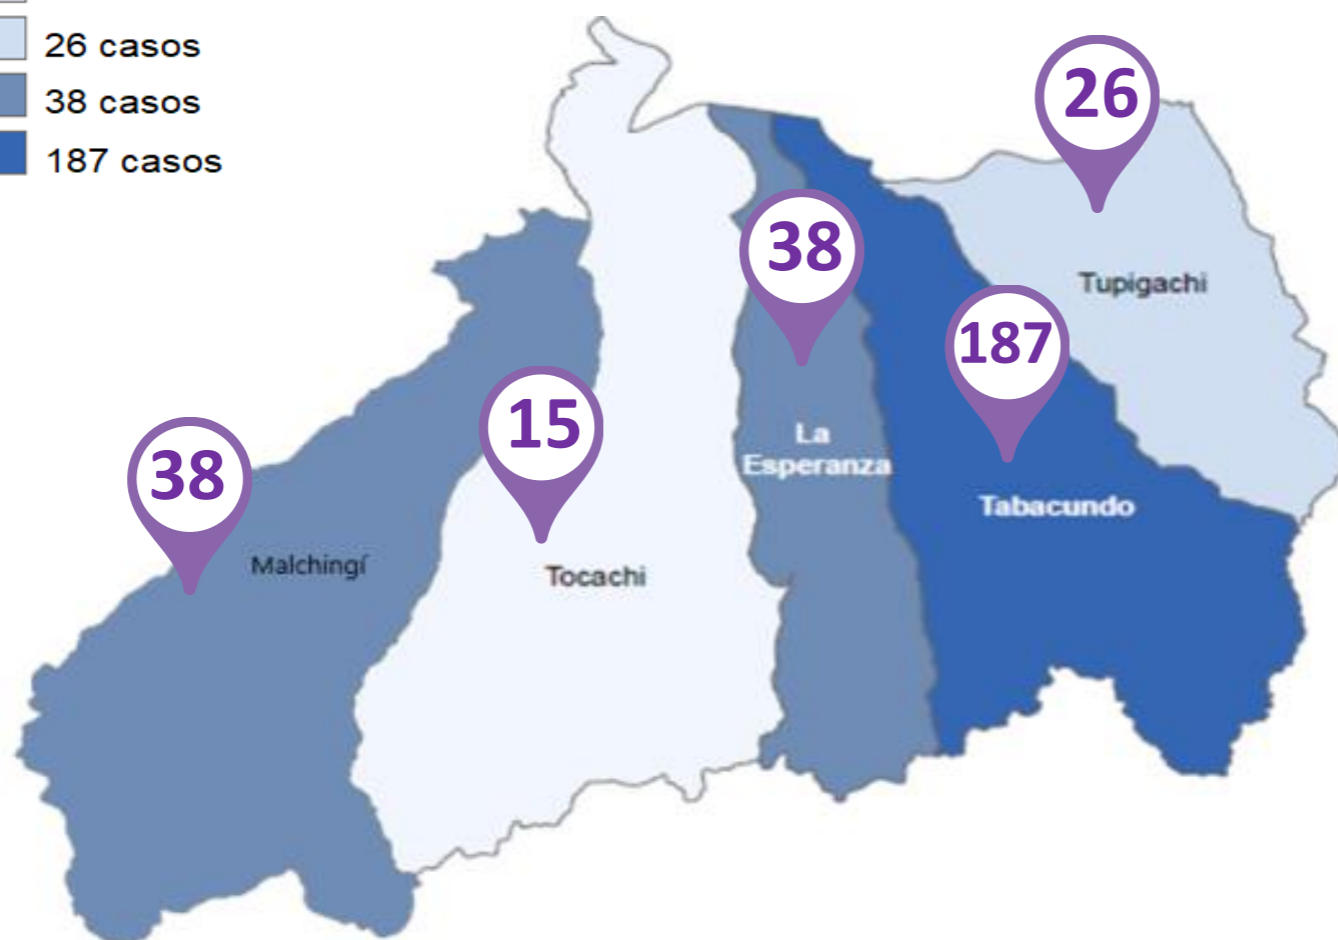 26 casos
38 casos
187 casos
26
38
Tupigachi
187
15
La
Esperanza
38
Tabacundo
Malchingí
Tocachi